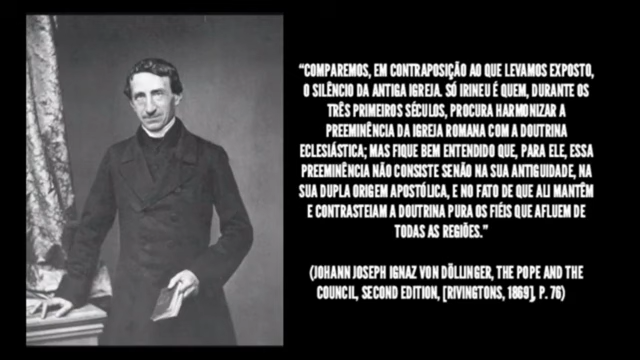 “COMPAREMOS, EM CONTRAPOSIÇÃO AO QUE LEVAMOS EXPOSTO,
O SILÊNCIO DA ANTIGA IGREJA. SÓ IRINEU É QUEM, DURANTE OS
TRÊS PRIMEIROS SÉCULOS, PROCURA HARMONIZAR A
PREEMINÊNCIA DA IGREJA ROMANA COM A DOUTRINA
ECLESIÁSTICA; MAS FIQUE BEM ENTENDIDO QUE, PARA ELE, ESSA
PREEMINÊNCIA NÃO CONSISTE SENÃO NA SUA ANTIGUIDADE, NA
SUA DUPLA ORIGEM APOSTÓLICA, E NO FATO DE QUE ALI MANTÊM
E CONTRASTEIAM A DOUTRINA PURA OS FIÉIS QUE AFLUEM DE
TODAS AS REGIÕES.”
(JOHANN JOSEPH IGNAZ VON DÖLLINGER, THE POPE AND THE
COUNCIL, SECOND EDITION, [RIVINGTONS, 1869], P. 76)